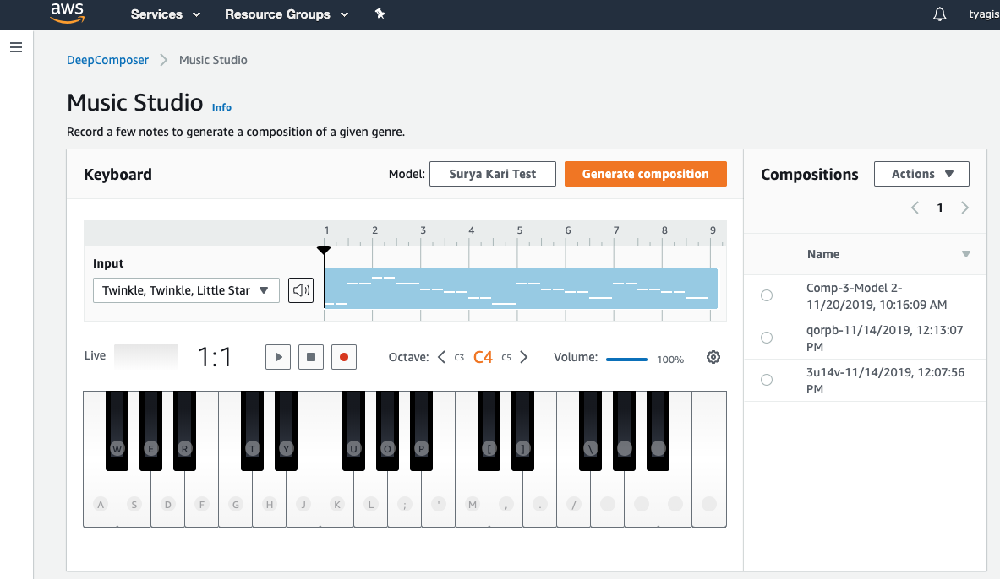 aws Services Resource Groups tyagis
DeepComposer > Music Studio
Music Studio Info
Record a few notes to generate a composition of a given genre.
Keyboard Model: Surya Kari Test Generate composition
Compositions Actions
< 1 >
1 2 3 4 5 6 7 8 9
Input
Twinkle, Twinkle, Little Star
Name
Comp-3-Model 2-
11/20/2019, 10:16:09 AM
qorpb-11/14/2019, 12:13:07
PM
3u14v-11/14/2019, 12:07:56
PM
Live 1:1 Octave: < C3 C4 C5 > Volume: 100%
W E R T Y U O P [ ] \
A S D F G H J K L ; ' M , . /